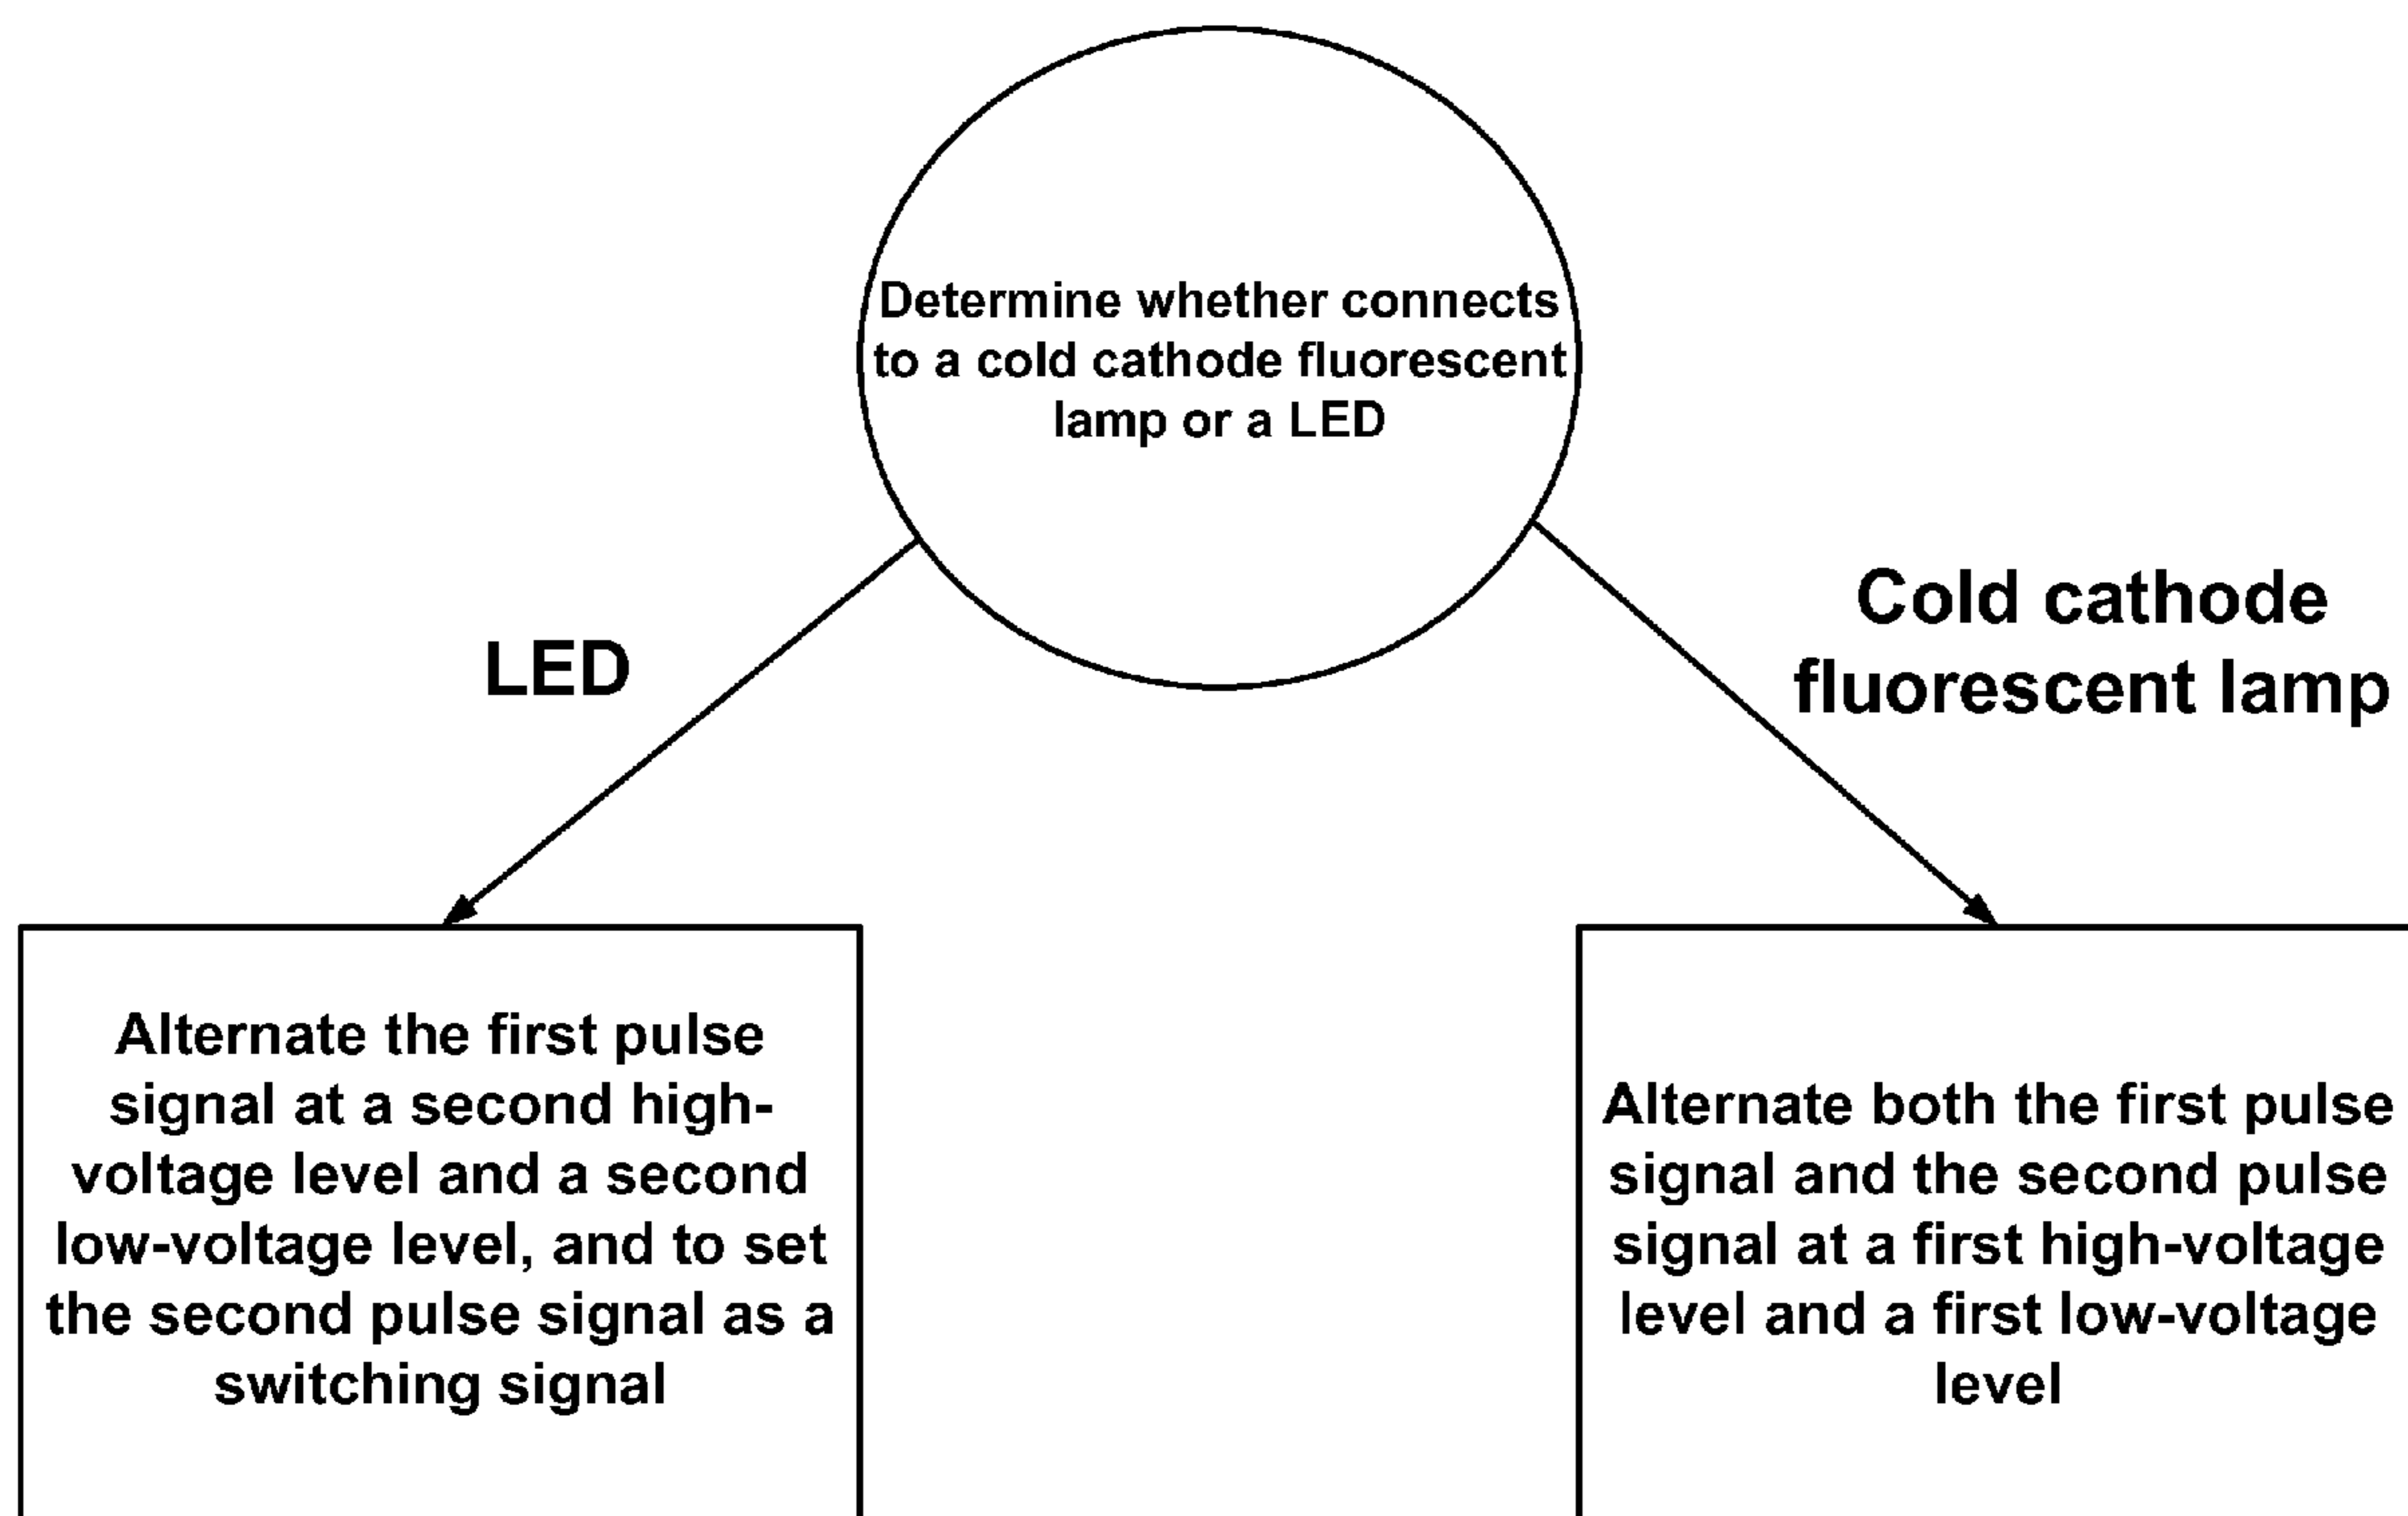 Determine whether connects
to a cold cathode fluorescent
lamp or a LED
LED
Cold cathode
fluorescent lamp
Alternate the first pulse
signal at a second high-
voltage level and a second
low-voltage level, and to set
the second pulse signal as a
switching signal
Alternate both the first pulse
signal and the second pulse
signal at a first high-voltage
level and a first low-voltage
level